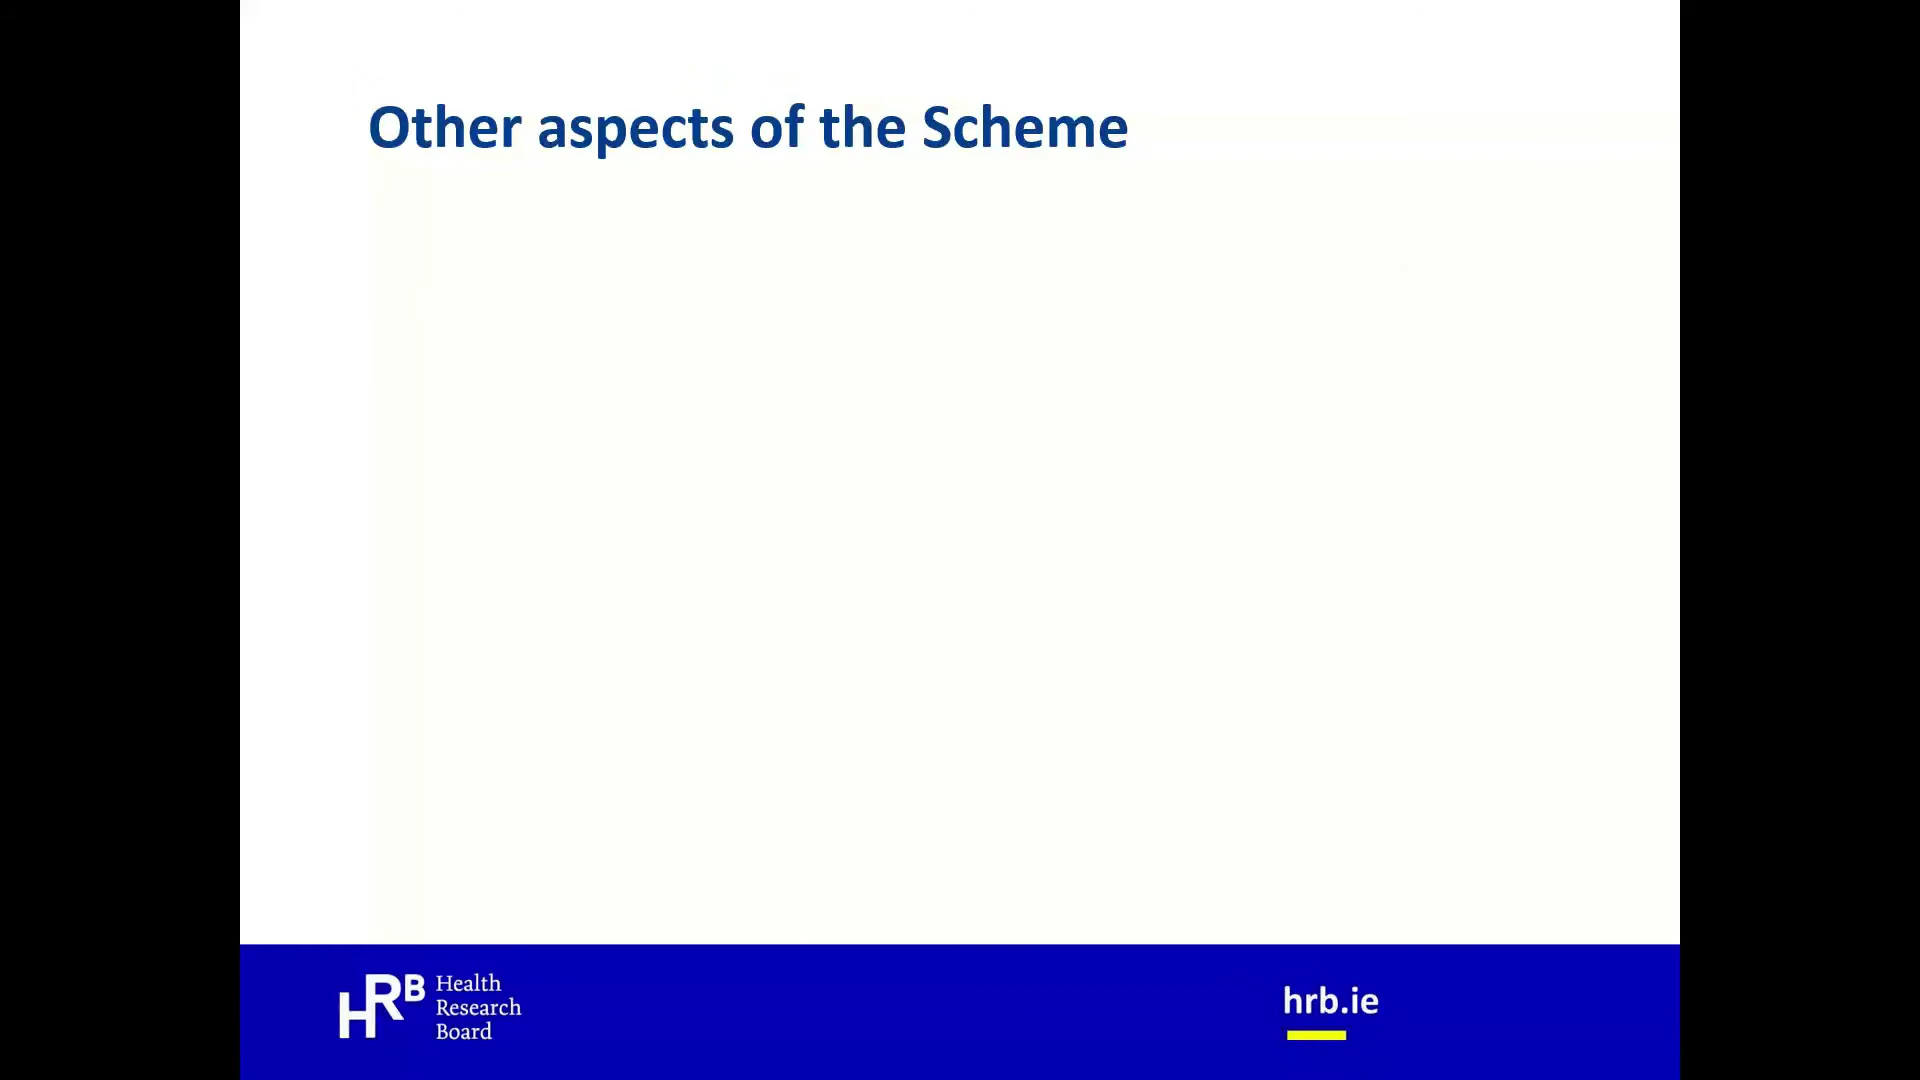 Other aspects of the Scheme
HRB
Health
Research
Board
hrb.ie